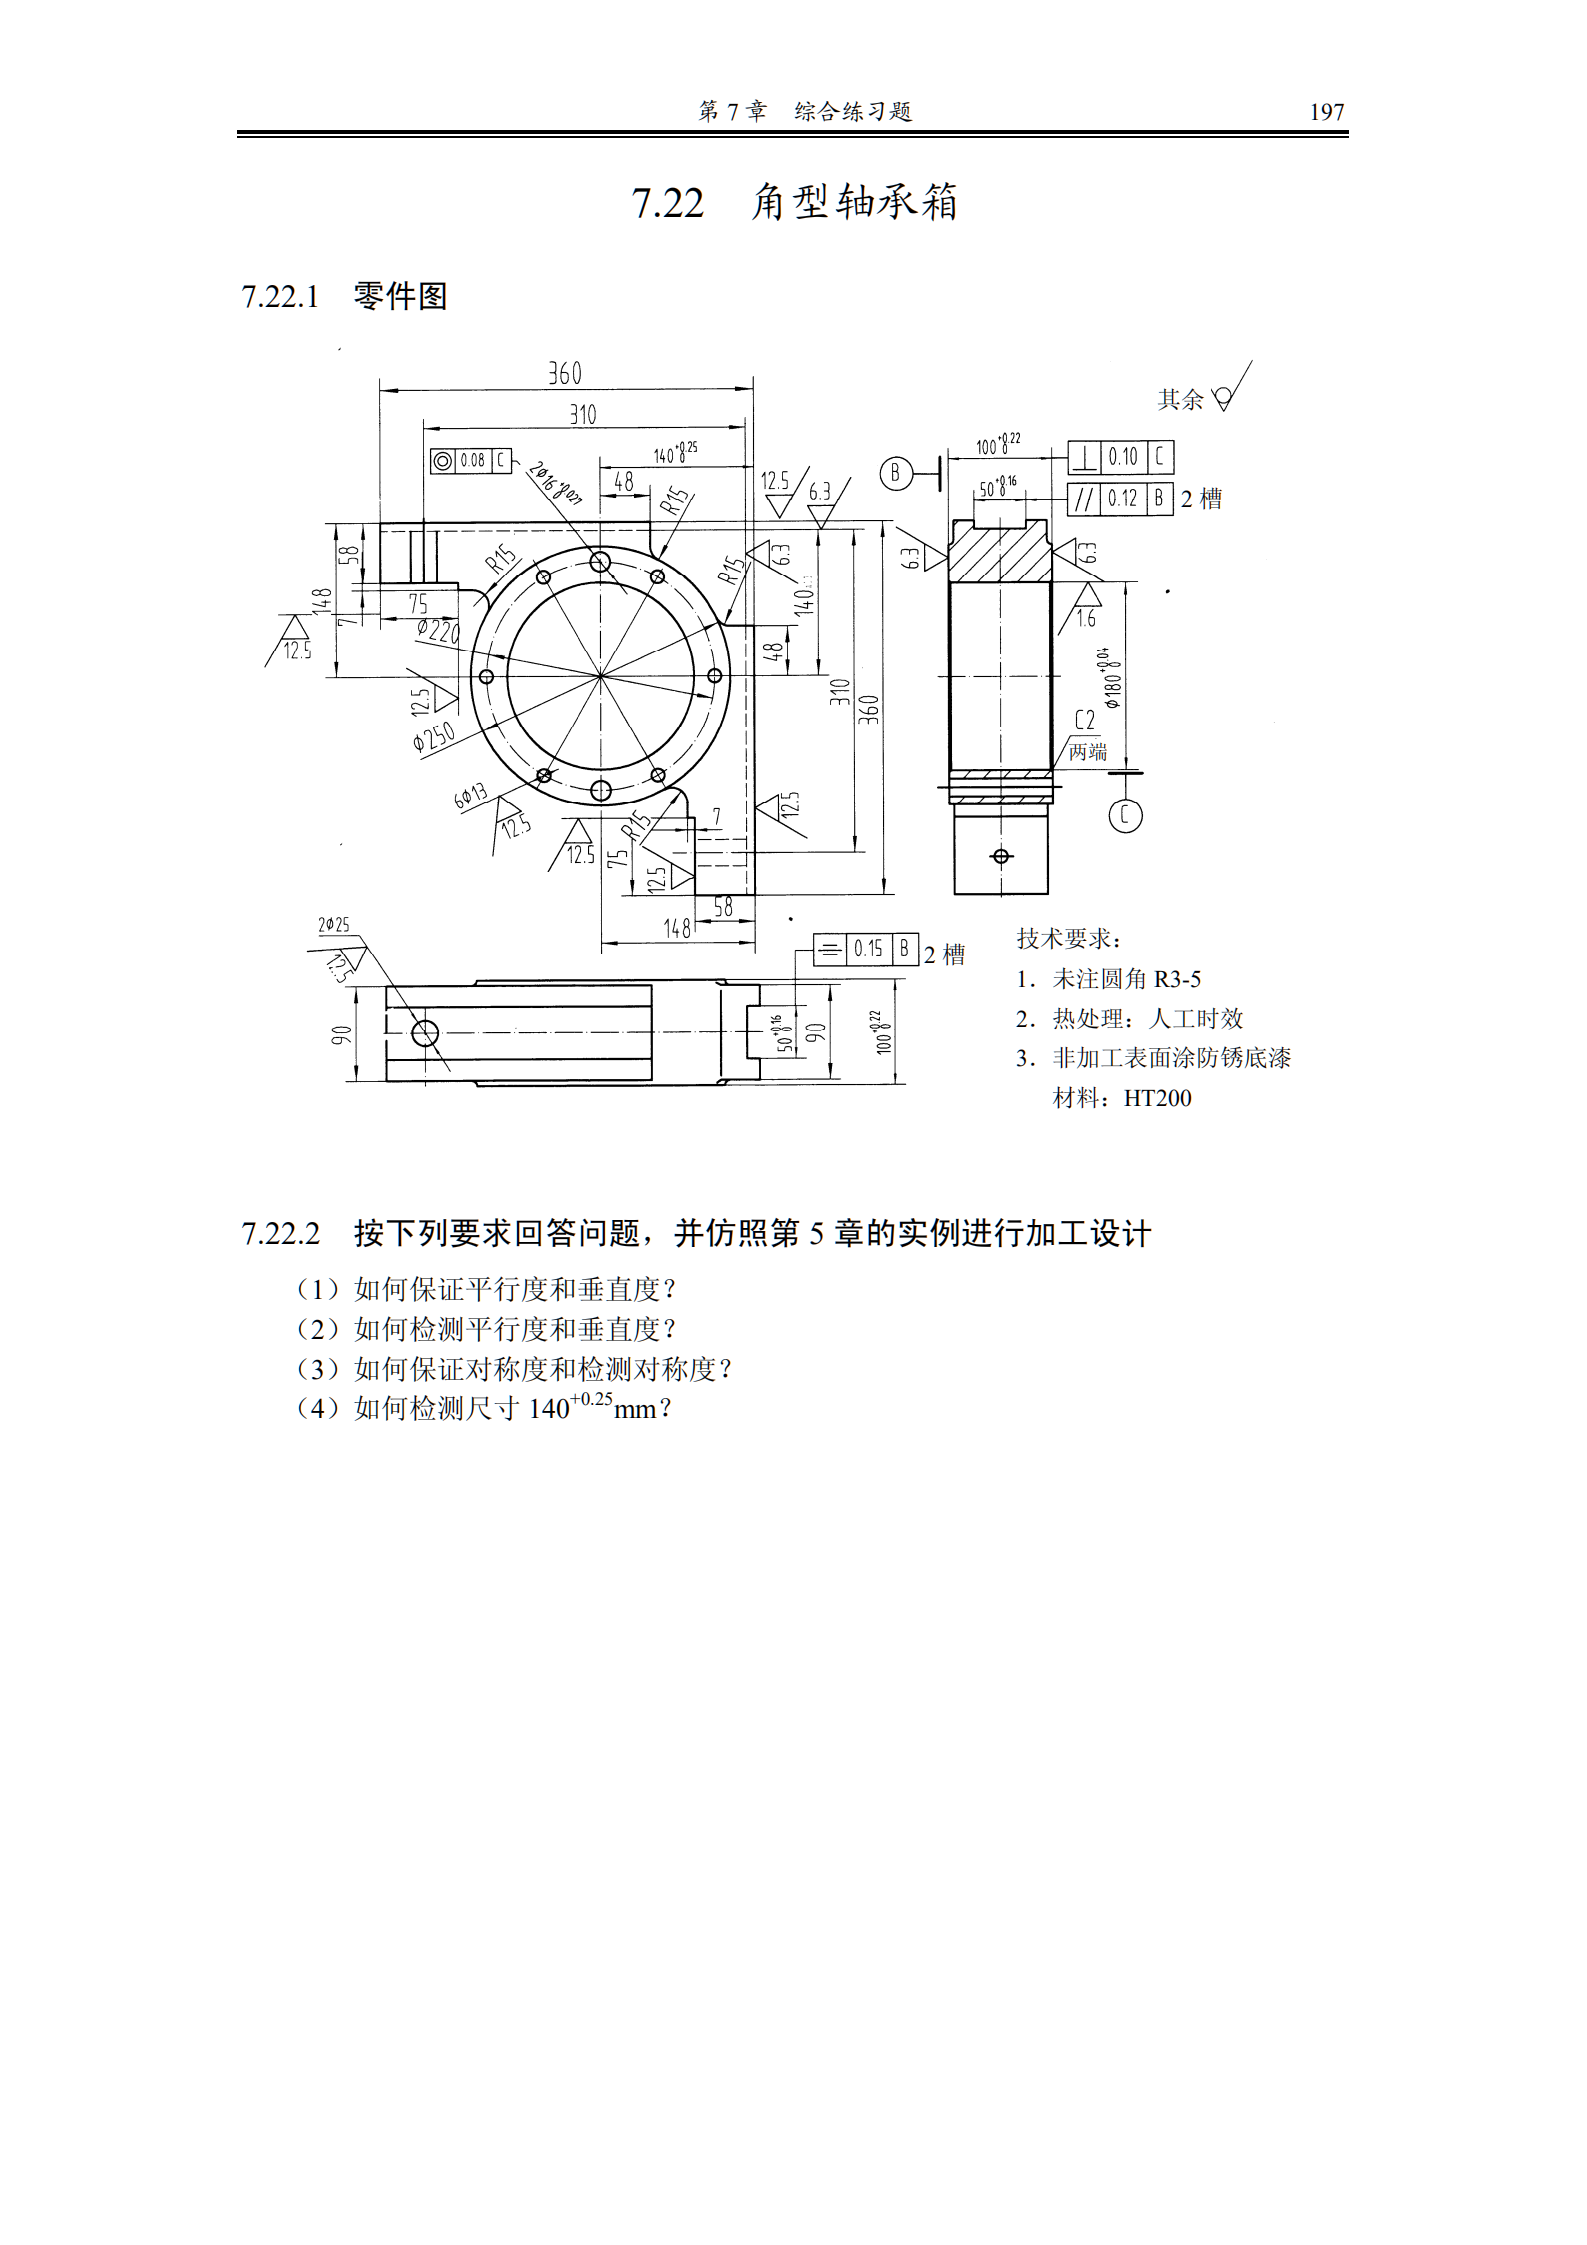 第 7 章 综合练习题 197
7.22 角型轴承箱
7.22.1 零件图
360
310
其余
140 +0.25 0
100 +0.22 0
⊥ 0.10 C
◎ 0.08 C
2φ16 +0.027 0
48
R15
12.5
6.3
B
50 +0.16 0
// 0.12 B 2 槽
58
R15
R15
6.3
6.3
6.3
148
7
75
140
1.6
12.5
φ220
48
φ180 +0.04 0
12.5
310
360
C2
φ250
两端
6φ13
12.5
12.5
R15
7
12.5
C
75
12.5
58
148
2φ25
12.5
⌯ 0.15 B 2 槽
90
50 +0.16 0
90
100 +0.22 0
技术要求：
1. 未注圆角 R3-5
2. 热处理：人工时效
3. 非加工表面涂防锈底漆
材料：HT200
7.22.2 按下列要求回答问题，并仿照第 5 章的实例进行加工设计
（1）如何保证平行度和垂直度？
（2）如何检测平行度和垂直度？
（3）如何保证对称度和检测对称度？
（4）如何检测尺寸 140+0.25mm？